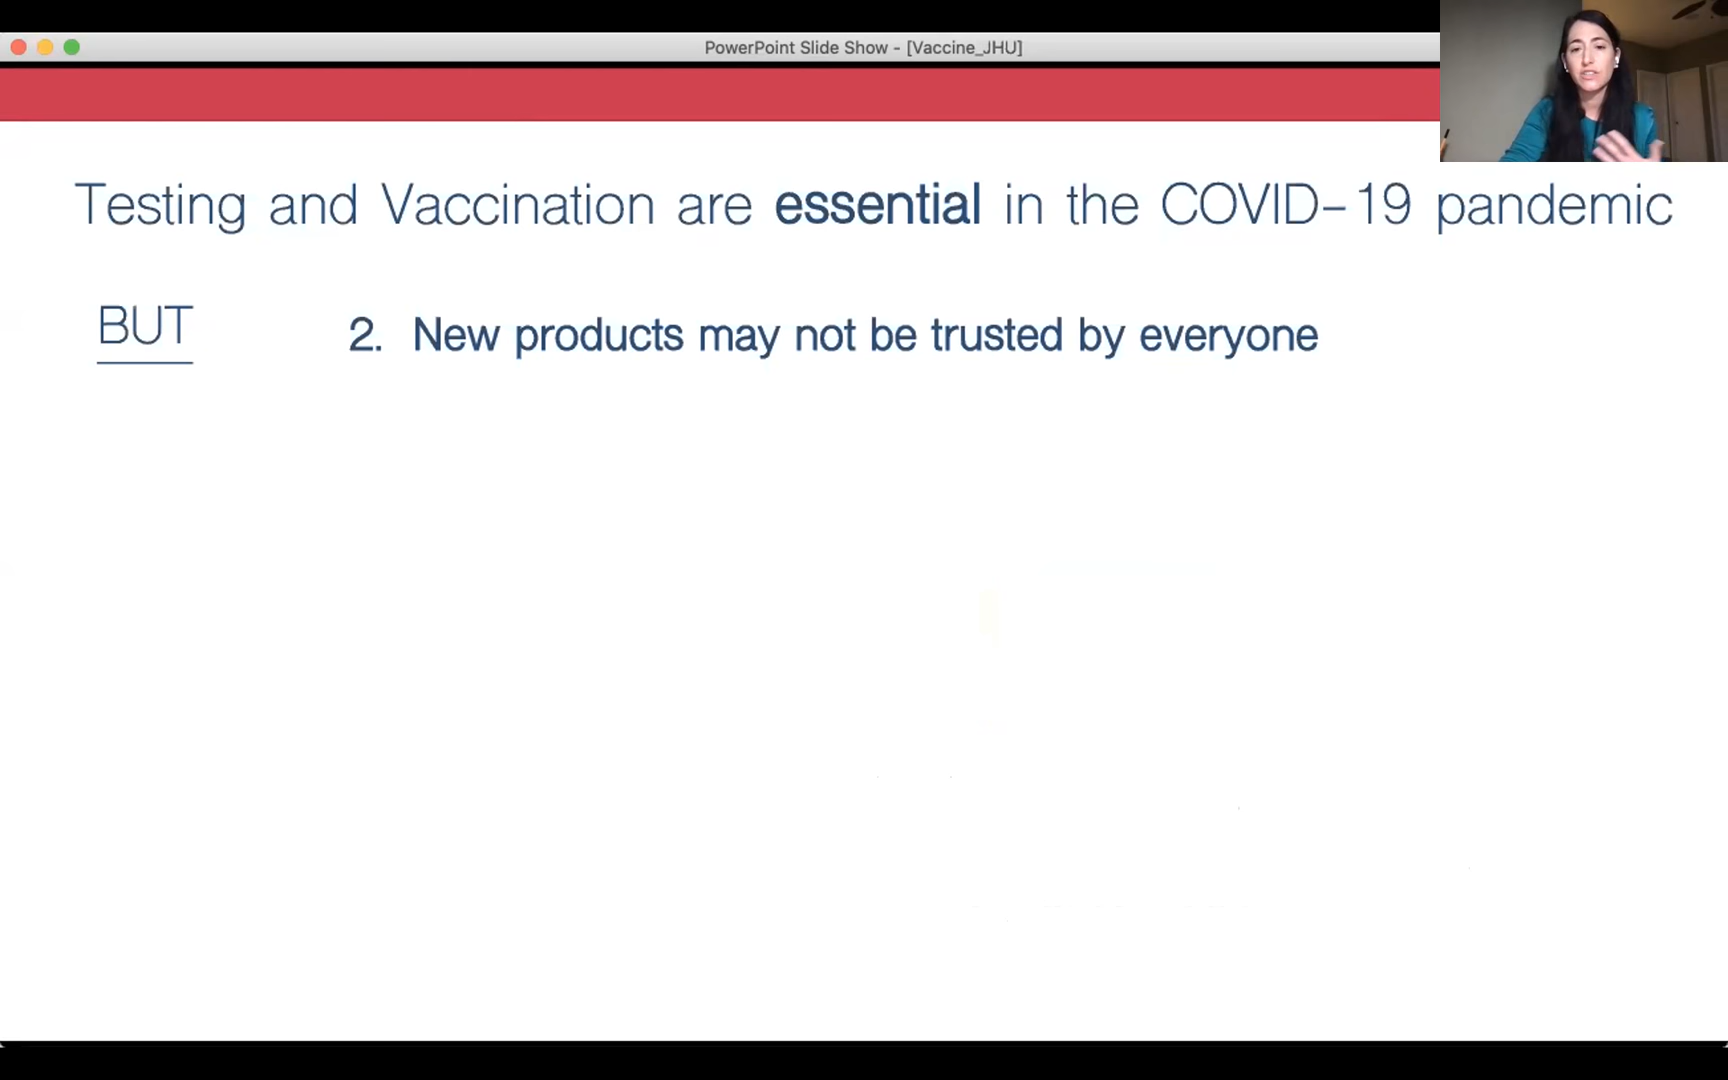 PowerPoint Slide Show - [Vaccine_JHU]
Testing and Vaccination are essential in the COVID-19 pandemic
BUT
2. New products may not be trusted by everyone